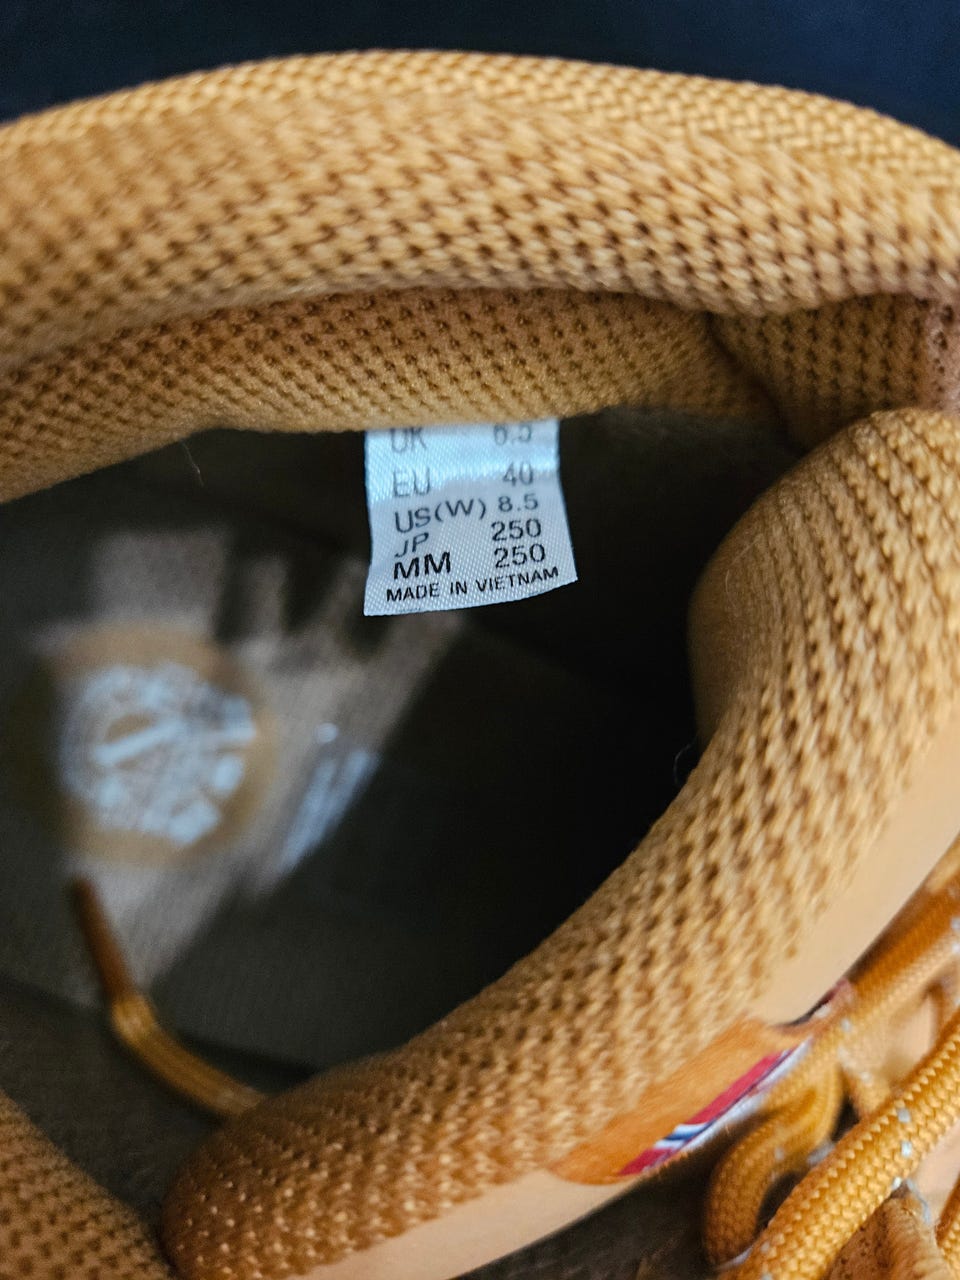 UK 6.5
EU 40
US(W) 8.5
JP 250
MM 250
MADE IN VIETNAM